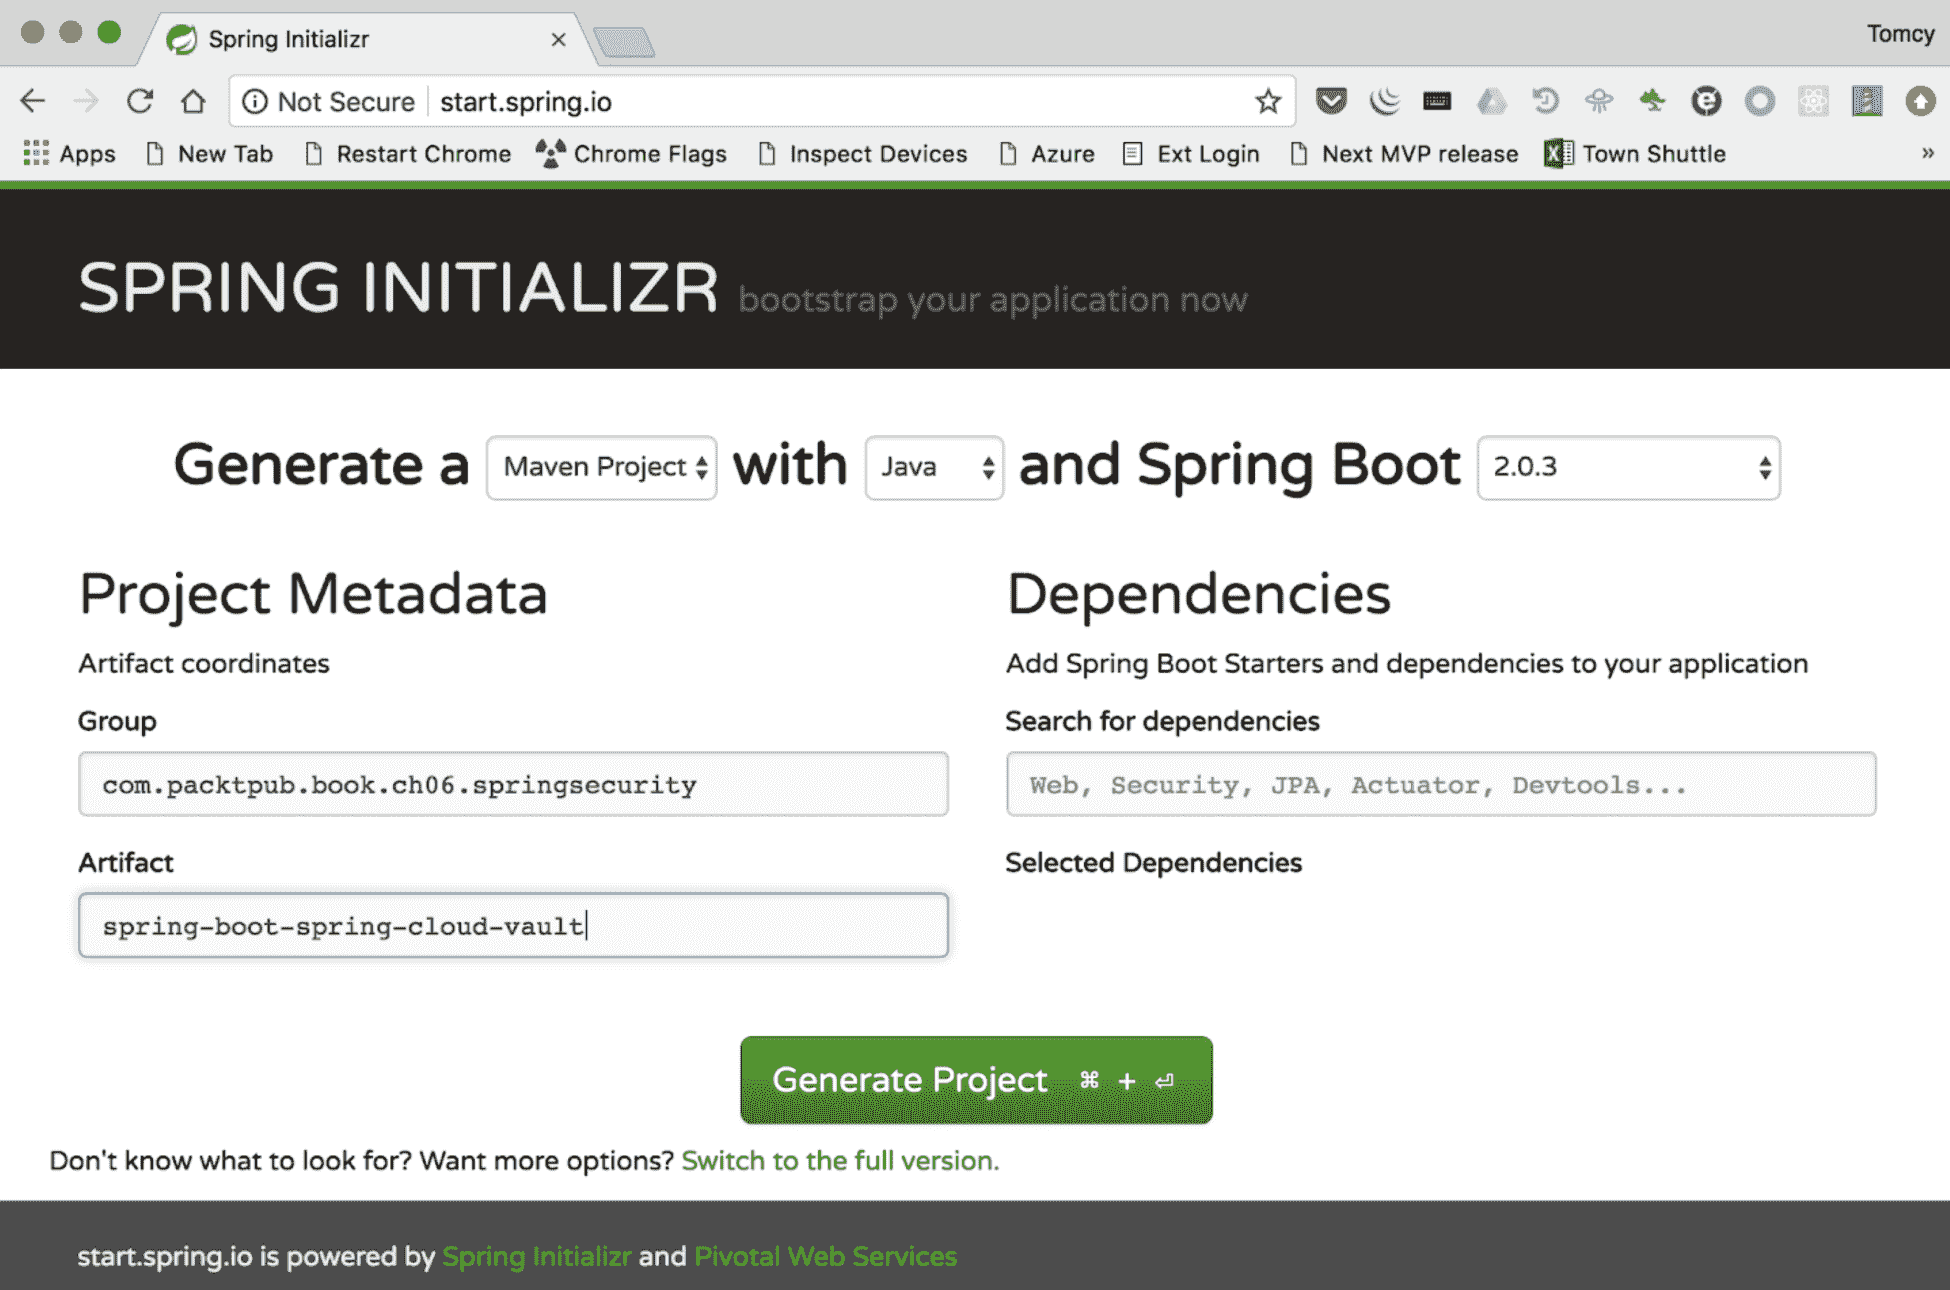 Spring Initializr
Tomcy
Not Secure start.spring.io
Apps New Tab Restart Chrome Chrome Flags Inspect Devices Azure Ext Login Next MVP release Town Shuttle »
SPRING INITIALIZR bootstrap your application now
Generate a Maven Project with Java and Spring Boot 2.0.3
Project Metadata
Artifact coordinates
Group
com.packtpub.book.ch06.springsecurity
Artifact
spring-boot-spring-cloud-vault
Dependencies
Add Spring Boot Starters and dependencies to your application
Search for dependencies
Web, Security, JPA, Actuator, Devtools...
Selected Dependencies
Generate Project ⌘ + ⏎
Don't know what to look for? Want more options? Switch to the full version.
start.spring.io is powered by Spring Initializr and Pivotal Web Services